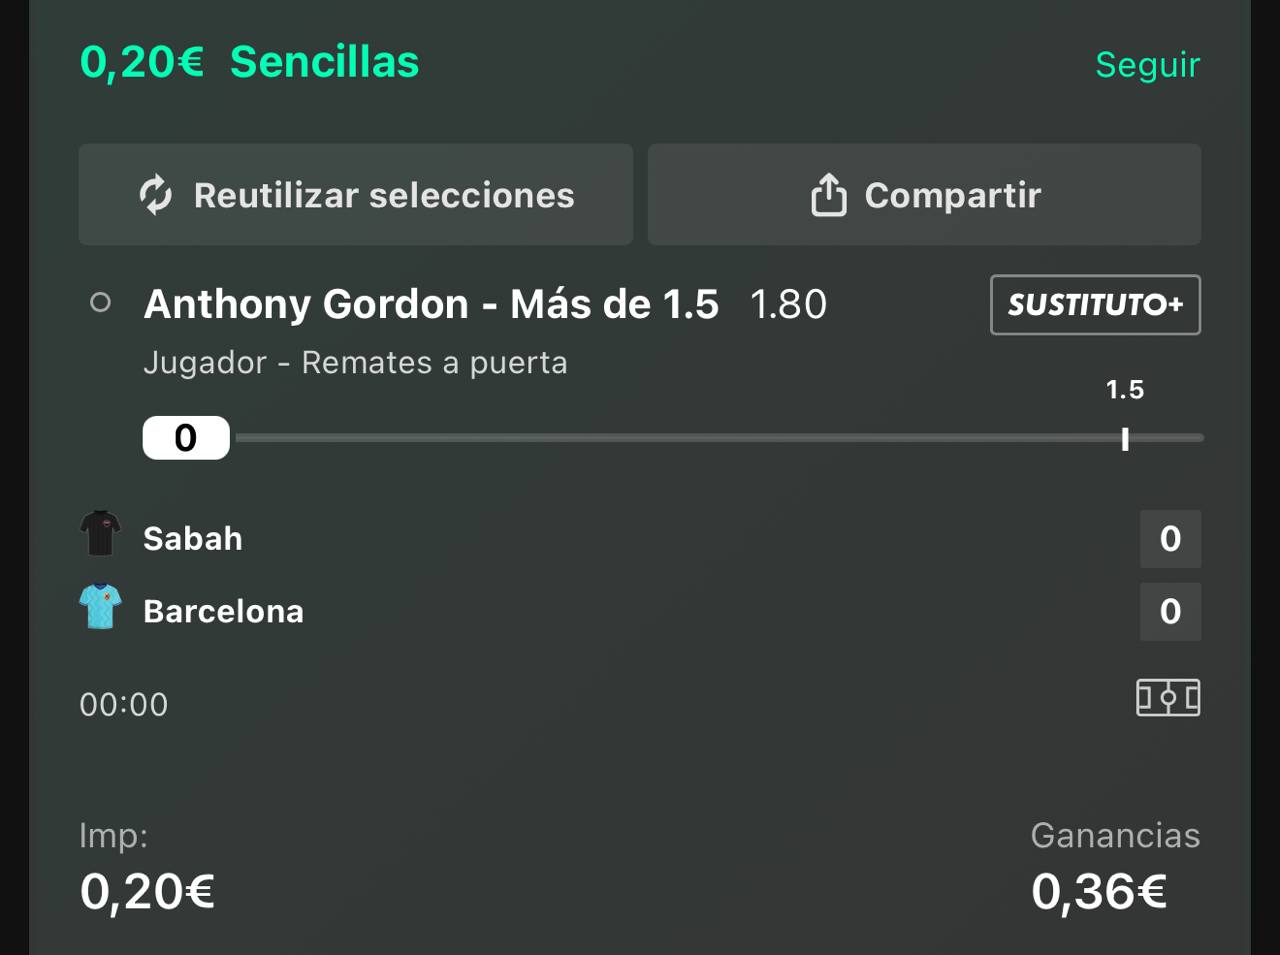 0,20€ Sencillas
Seguir
Reutilizar selecciones
Compartir
Anthony Gordon - Más de 1.5 1.80
SUSTITUTO+
Jugador - Remates a puerta
1.5
0
Sabah 0
Barcelona 0
00:00
Imp:
Ganancias
0,20€
0,36€